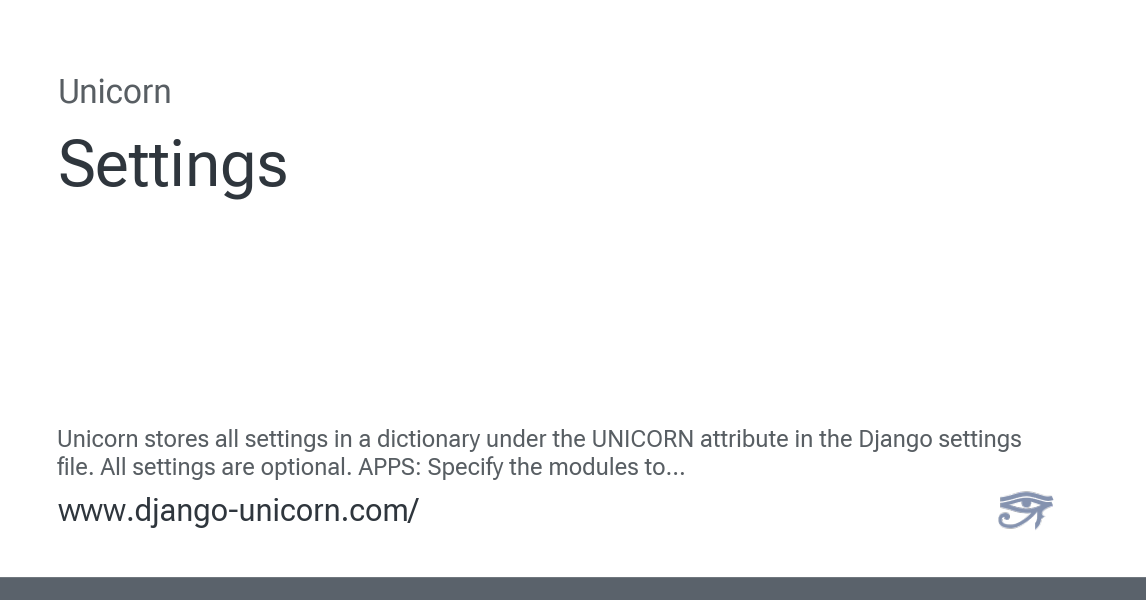 Unicorn
Settings
Unicorn stores all settings in a dictionary under the UNICORN attribute in the Django settings
file. All settings are optional. APPS: Specify the modules to...
www.django-unicorn.com/